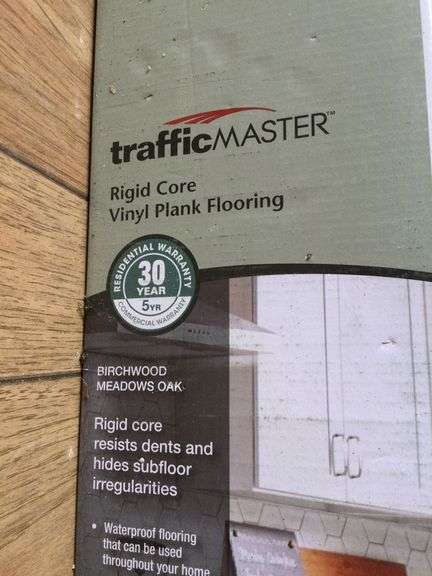 trafficMASTER™
Rigid Core
Vinyl Plank Flooring
RESIDENTIAL WARRANTY
30
YEAR
5YR
COMMERCIAL WARRANTY
BIRCHWOOD
MEADOWS OAK
Rigid core
resists dents and
hides subfloor
irregularities
• Waterproof flooring
that can be used
throughout your home